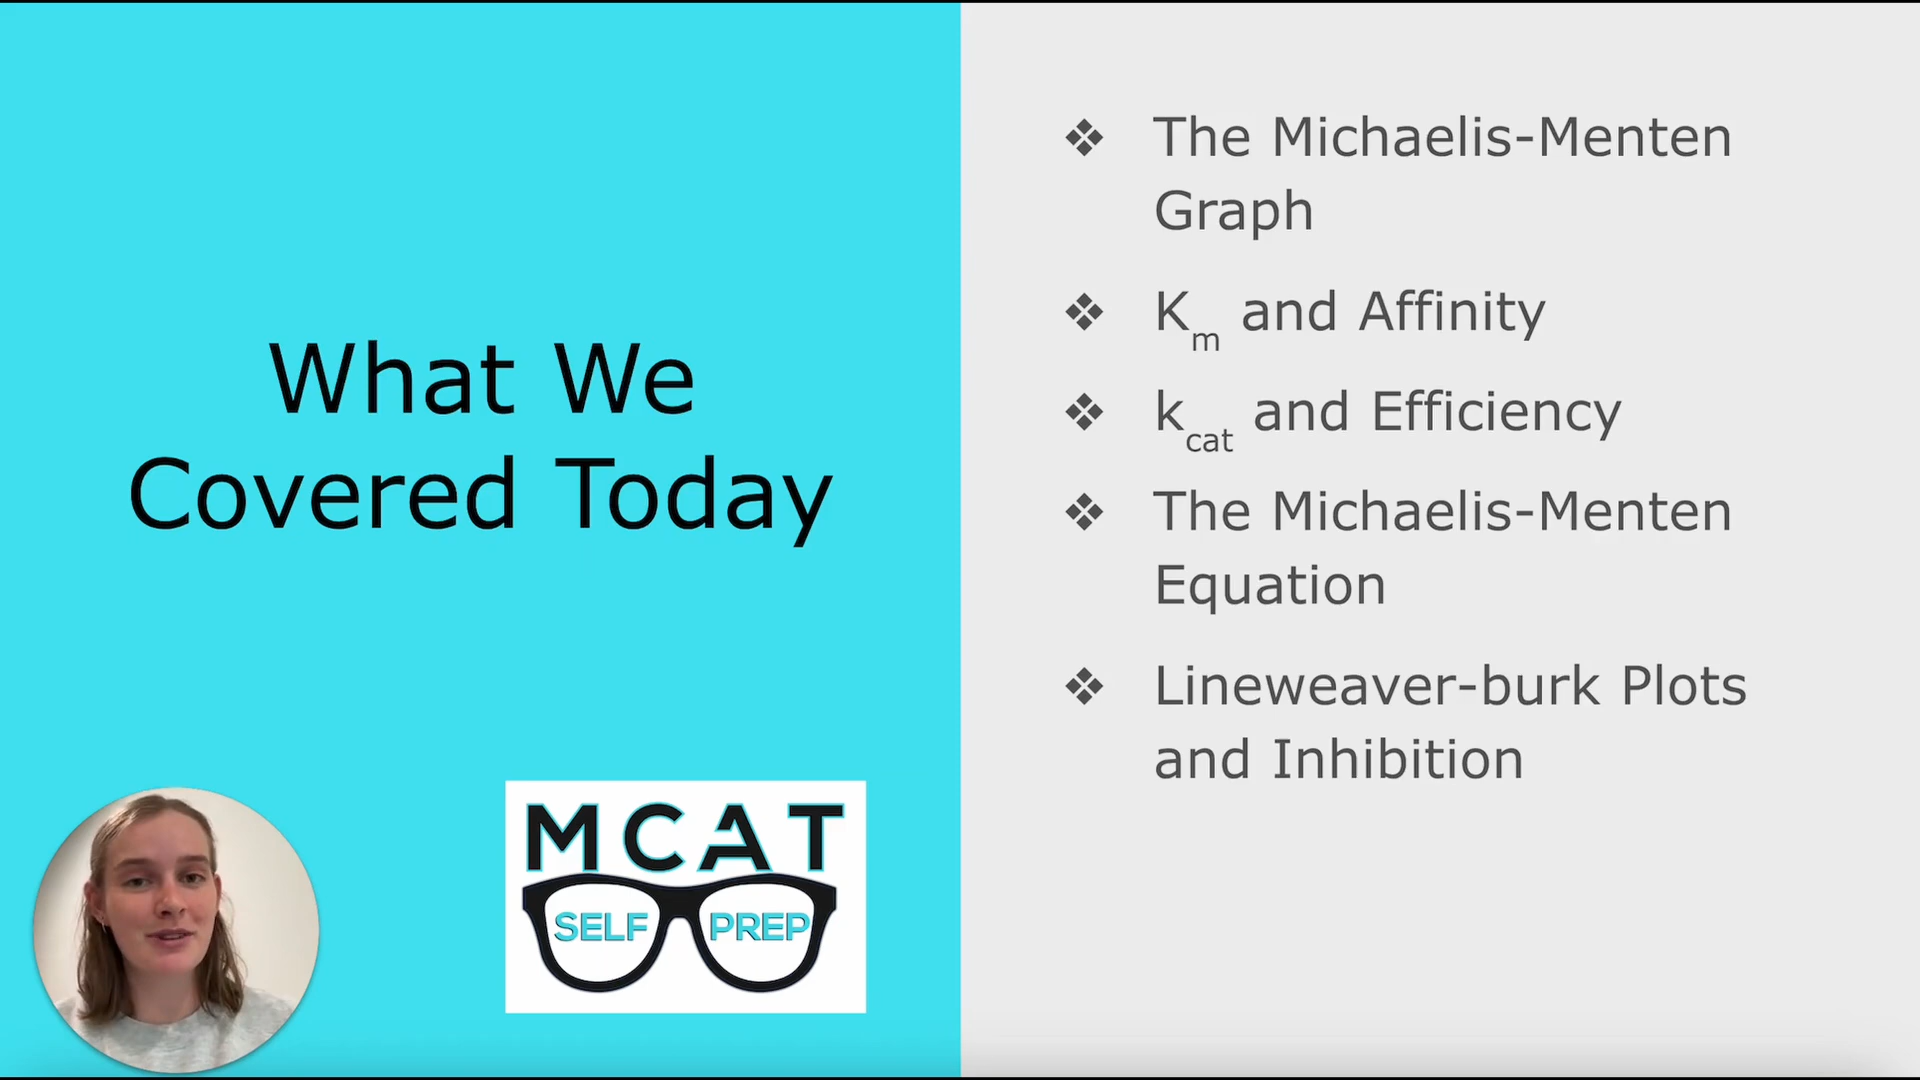 What We
Covered Today
❖ The Michaelis-Menten
Graph
❖ Km and Affinity
❖ kcat and Efficiency
❖ The Michaelis-Menten
Equation
❖ Lineweaver-burk Plots
and Inhibition
MCAT
SELF PREP